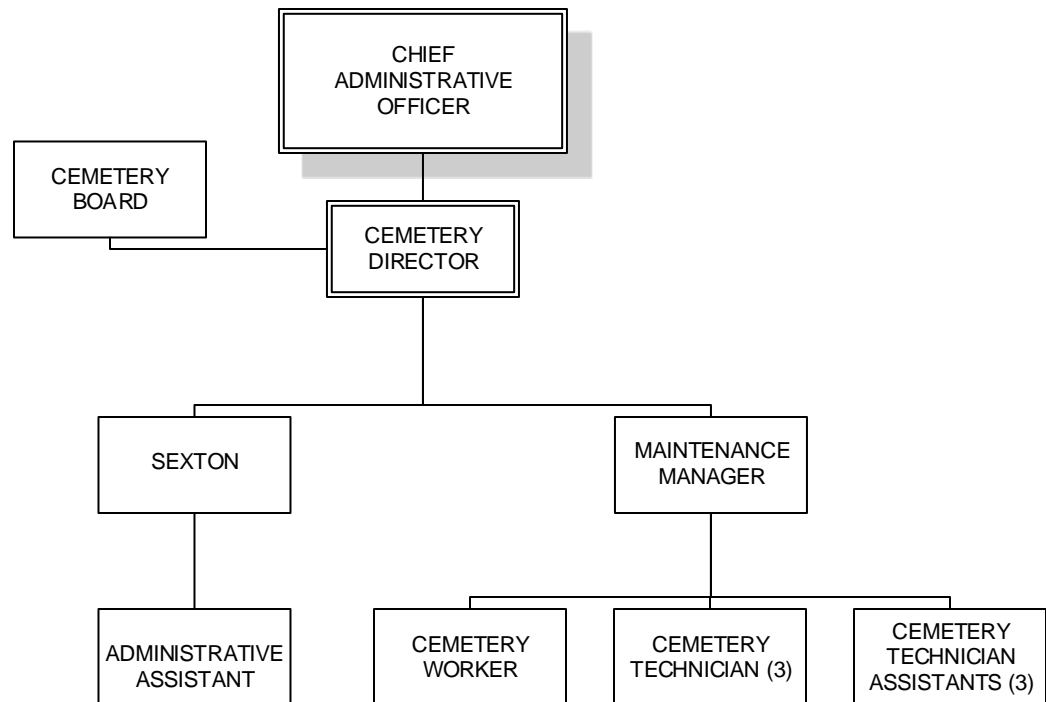 CHIEF
ADMINISTRATIVE
OFFICER
CEMETERY
BOARD
CEMETERY
DIRECTOR
SEXTON
MAINTENANCE
MANAGER
ADMINISTRATIVE
ASSISTANT
CEMETERY
WORKER
CEMETERY
TECHNICIAN (3)
CEMETERY
TECHNICIAN
ASSISTANTS (3)